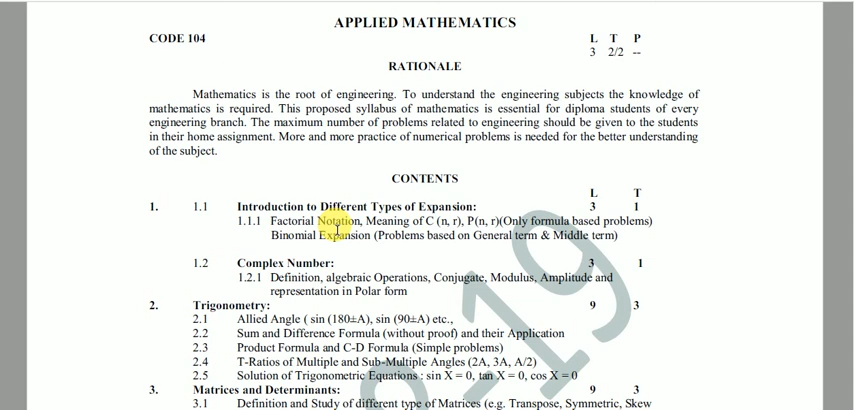 APPLIED MATHEMATICS
CODE 104 L T P
3 2/2 --
RATIONALE
Mathematics is the root of engineering. To understand the engineering subjects the knowledge of
mathematics is required. This proposed syllabus of mathematics is essential for diploma students of every
engineering branch. The maximum number of problems related to engineering should be given to the students
in their home assignment. More and more practice of numerical problems is needed for the better understanding
of the subject.
CONTENTS
L T
1. 1.1 Introduction to Different Types of Expansion: 3 1
1.1.1 Factorial Notation, Meaning of C (n, r), P(n, r)(Only formula based problems)
Binomial Expansion (Problems based on General term & Middle term)
1.2 Complex Number: 3 1
1.2.1 Definition, algebraic Operations, Conjugate, Modulus, Amplitude and
representation in Polar form
2. Trigonometry: 9 3
2.1 Allied Angle ( sin (180±A), sin (90±A) etc.,
2.2 Sum and Difference Formula (without proof) and their Application
2.3 Product Formula and C-D Formula (Simple problems)
2.4 T-Ratios of Multiple and Sub-Multiple Angles (2A, 3A, A/2)
2.5 Solution of Trigonometric Equations : sin X = 0, tan X = 0, cos X = 0
3. Matrices and Determinants: 9 3
3.1 Definition and Study of different type of Matrices (e.g. Transpose, Symmetric, Skew
-19